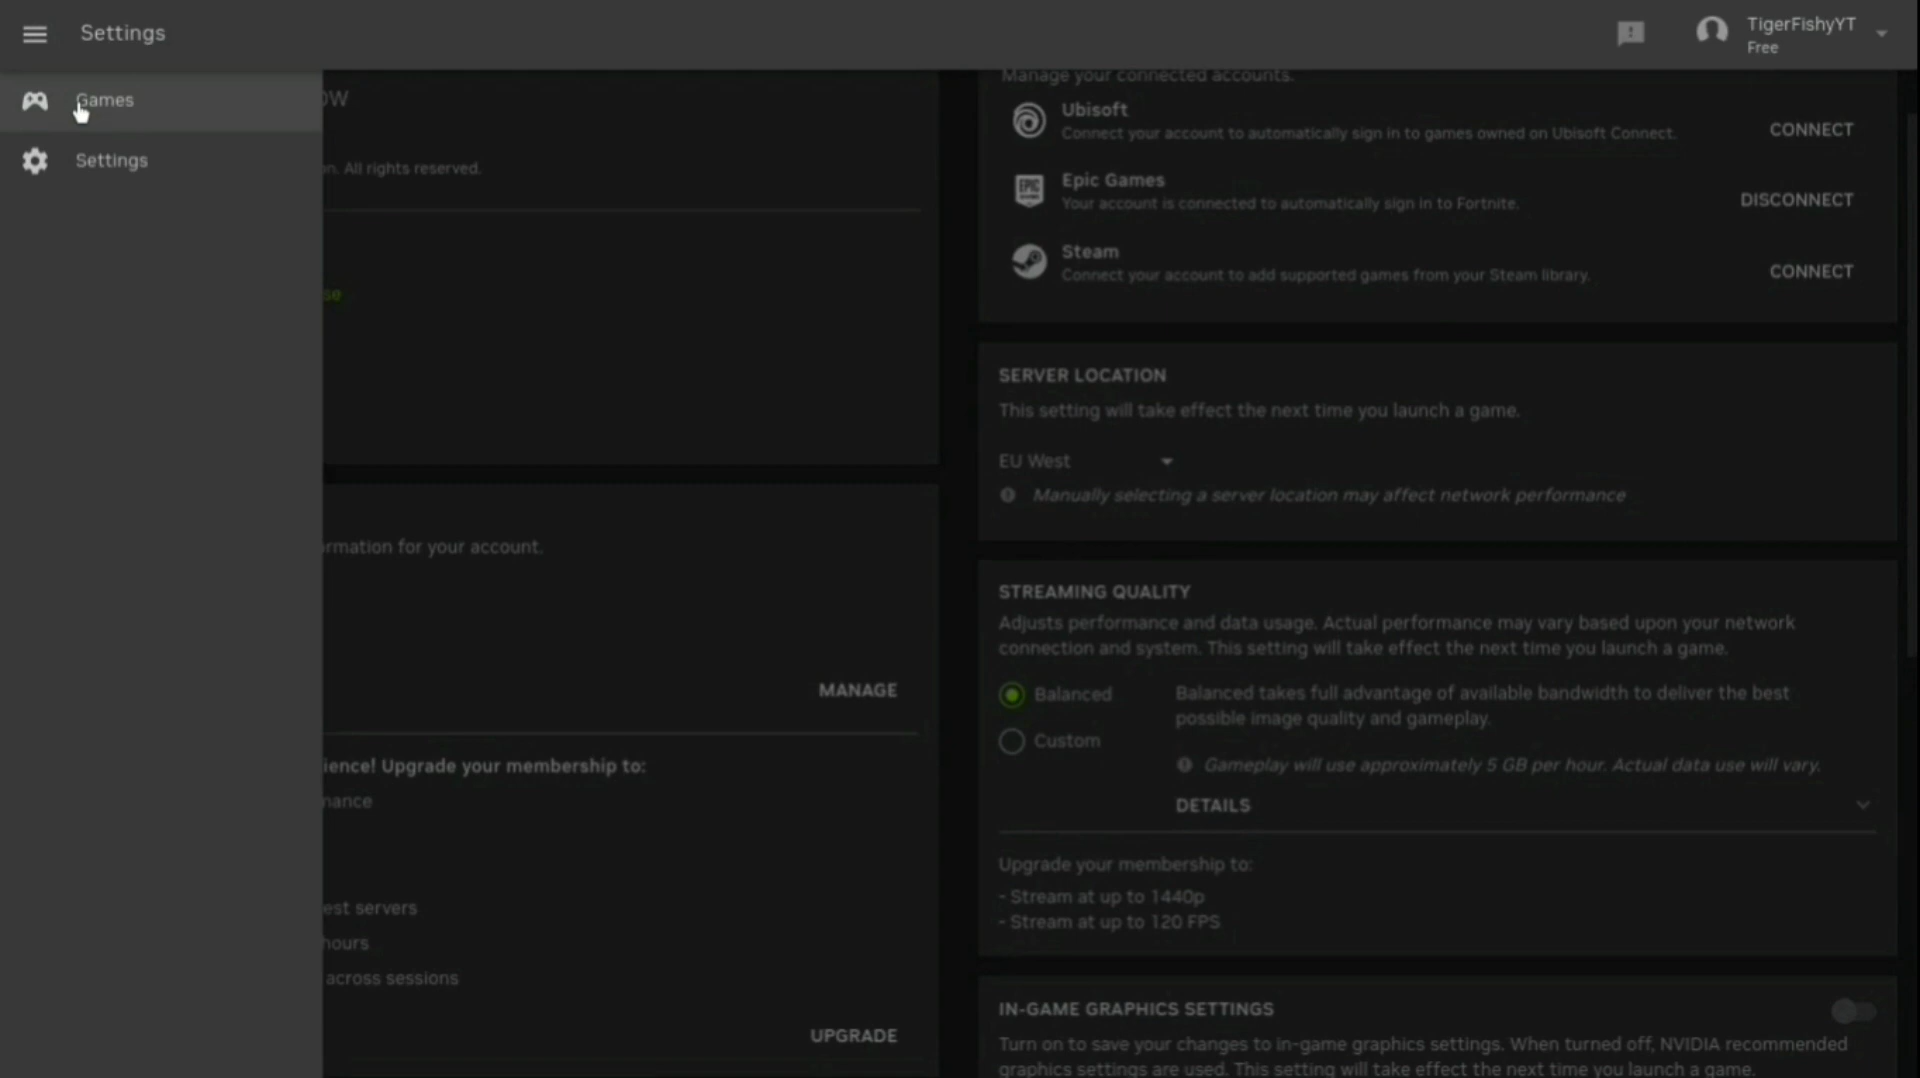 Settings
TigerFishyYT
Free
Games
Settings
OW
on. All rights reserved.
se
ormation for your account.
MANAGE
ience! Upgrade your membership to:
mance
est servers
hours
across sessions
UPGRADE
Manage your connected accounts.
Ubisoft
Connect your account to automatically sign in to games owned on Ubisoft Connect.
CONNECT
EPIC GAMES
Epic Games
Your account is connected to automatically sign in to Fortnite.
DISCONNECT
Steam
Connect your account to add supported games from your Steam library.
CONNECT
SERVER LOCATION
This setting will take effect the next time you launch a game.
EU West
Manually selecting a server location may affect network performance
STREAMING QUALITY
Adjusts performance and data usage. Actual performance may vary based upon your network
connection and system. This setting will take effect the next time you launch a game.
Balanced
Custom
Balanced takes full advantage of available bandwidth to deliver the best
possible image quality and gameplay.
Gameplay will use approximately 5 GB per hour. Actual data use will vary.
DETAILS
Upgrade your membership to:
- Stream at up to 1440p
- Stream at up to 120 FPS
IN-GAME GRAPHICS SETTINGS
Turn on to save your changes to in-game graphics settings. When turned off, NVIDIA recommended
graphics settings are used. This setting will take effect the next time you launch a game.